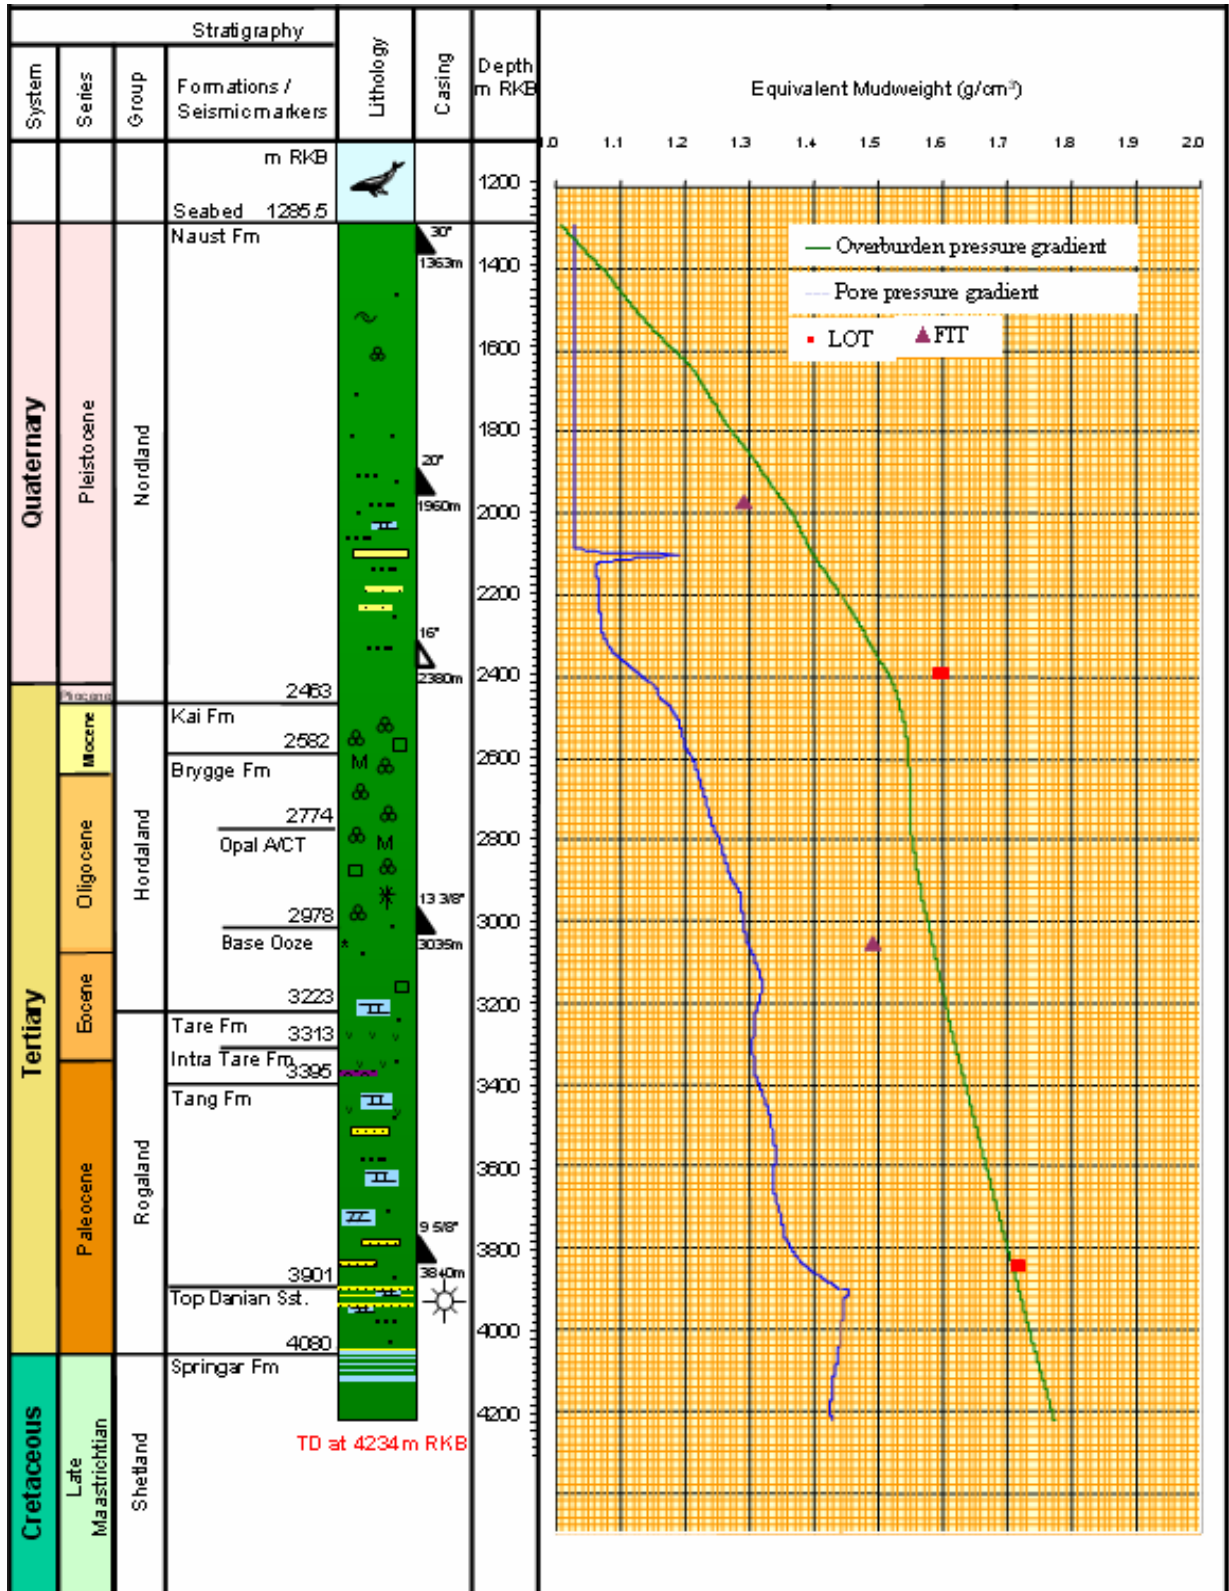 Stratigraphy
System
Series
Group
Formations /
Seismic markers
Lithology
Casing
Depth
m RKB
Equivalent Mudweight (g/cm³)
1.0 1.1 1.2 1.3 1.4 1.5 1.6 1.7 1.8 1.9 2.0
m RKB
Seabed 1285.5
1200
Quaternary
Pleistocene
Nordland
Naust Fm
30"
1363m
1400
Overburden pressure gradient
Pore pressure gradient
LOT
FIT
1600
1800
20"
1960m
2000
2200
16"
2380m
2400
2463
Tertiary
Pliocene
Miocene
Hordaland
Kai Fm
2582
2600
M
Brygge Fm
2774
2800
Opal A/CT
M
Oligocene
13 3/8"
2978
3000
3035m
Base Ooze
Eocene
3223
3200
Tare Fm
3313
Intra Tare Fm
3395
3400
Tang Fm
Paleocene
Rogaland
3600
9 5/8"
3800
3840m
3901
Top Danian Sst.
4000
4080
Cretaceous
Late
Maastrichtian
Shetland
Springar Fm
4200
TD at 4234m RKB